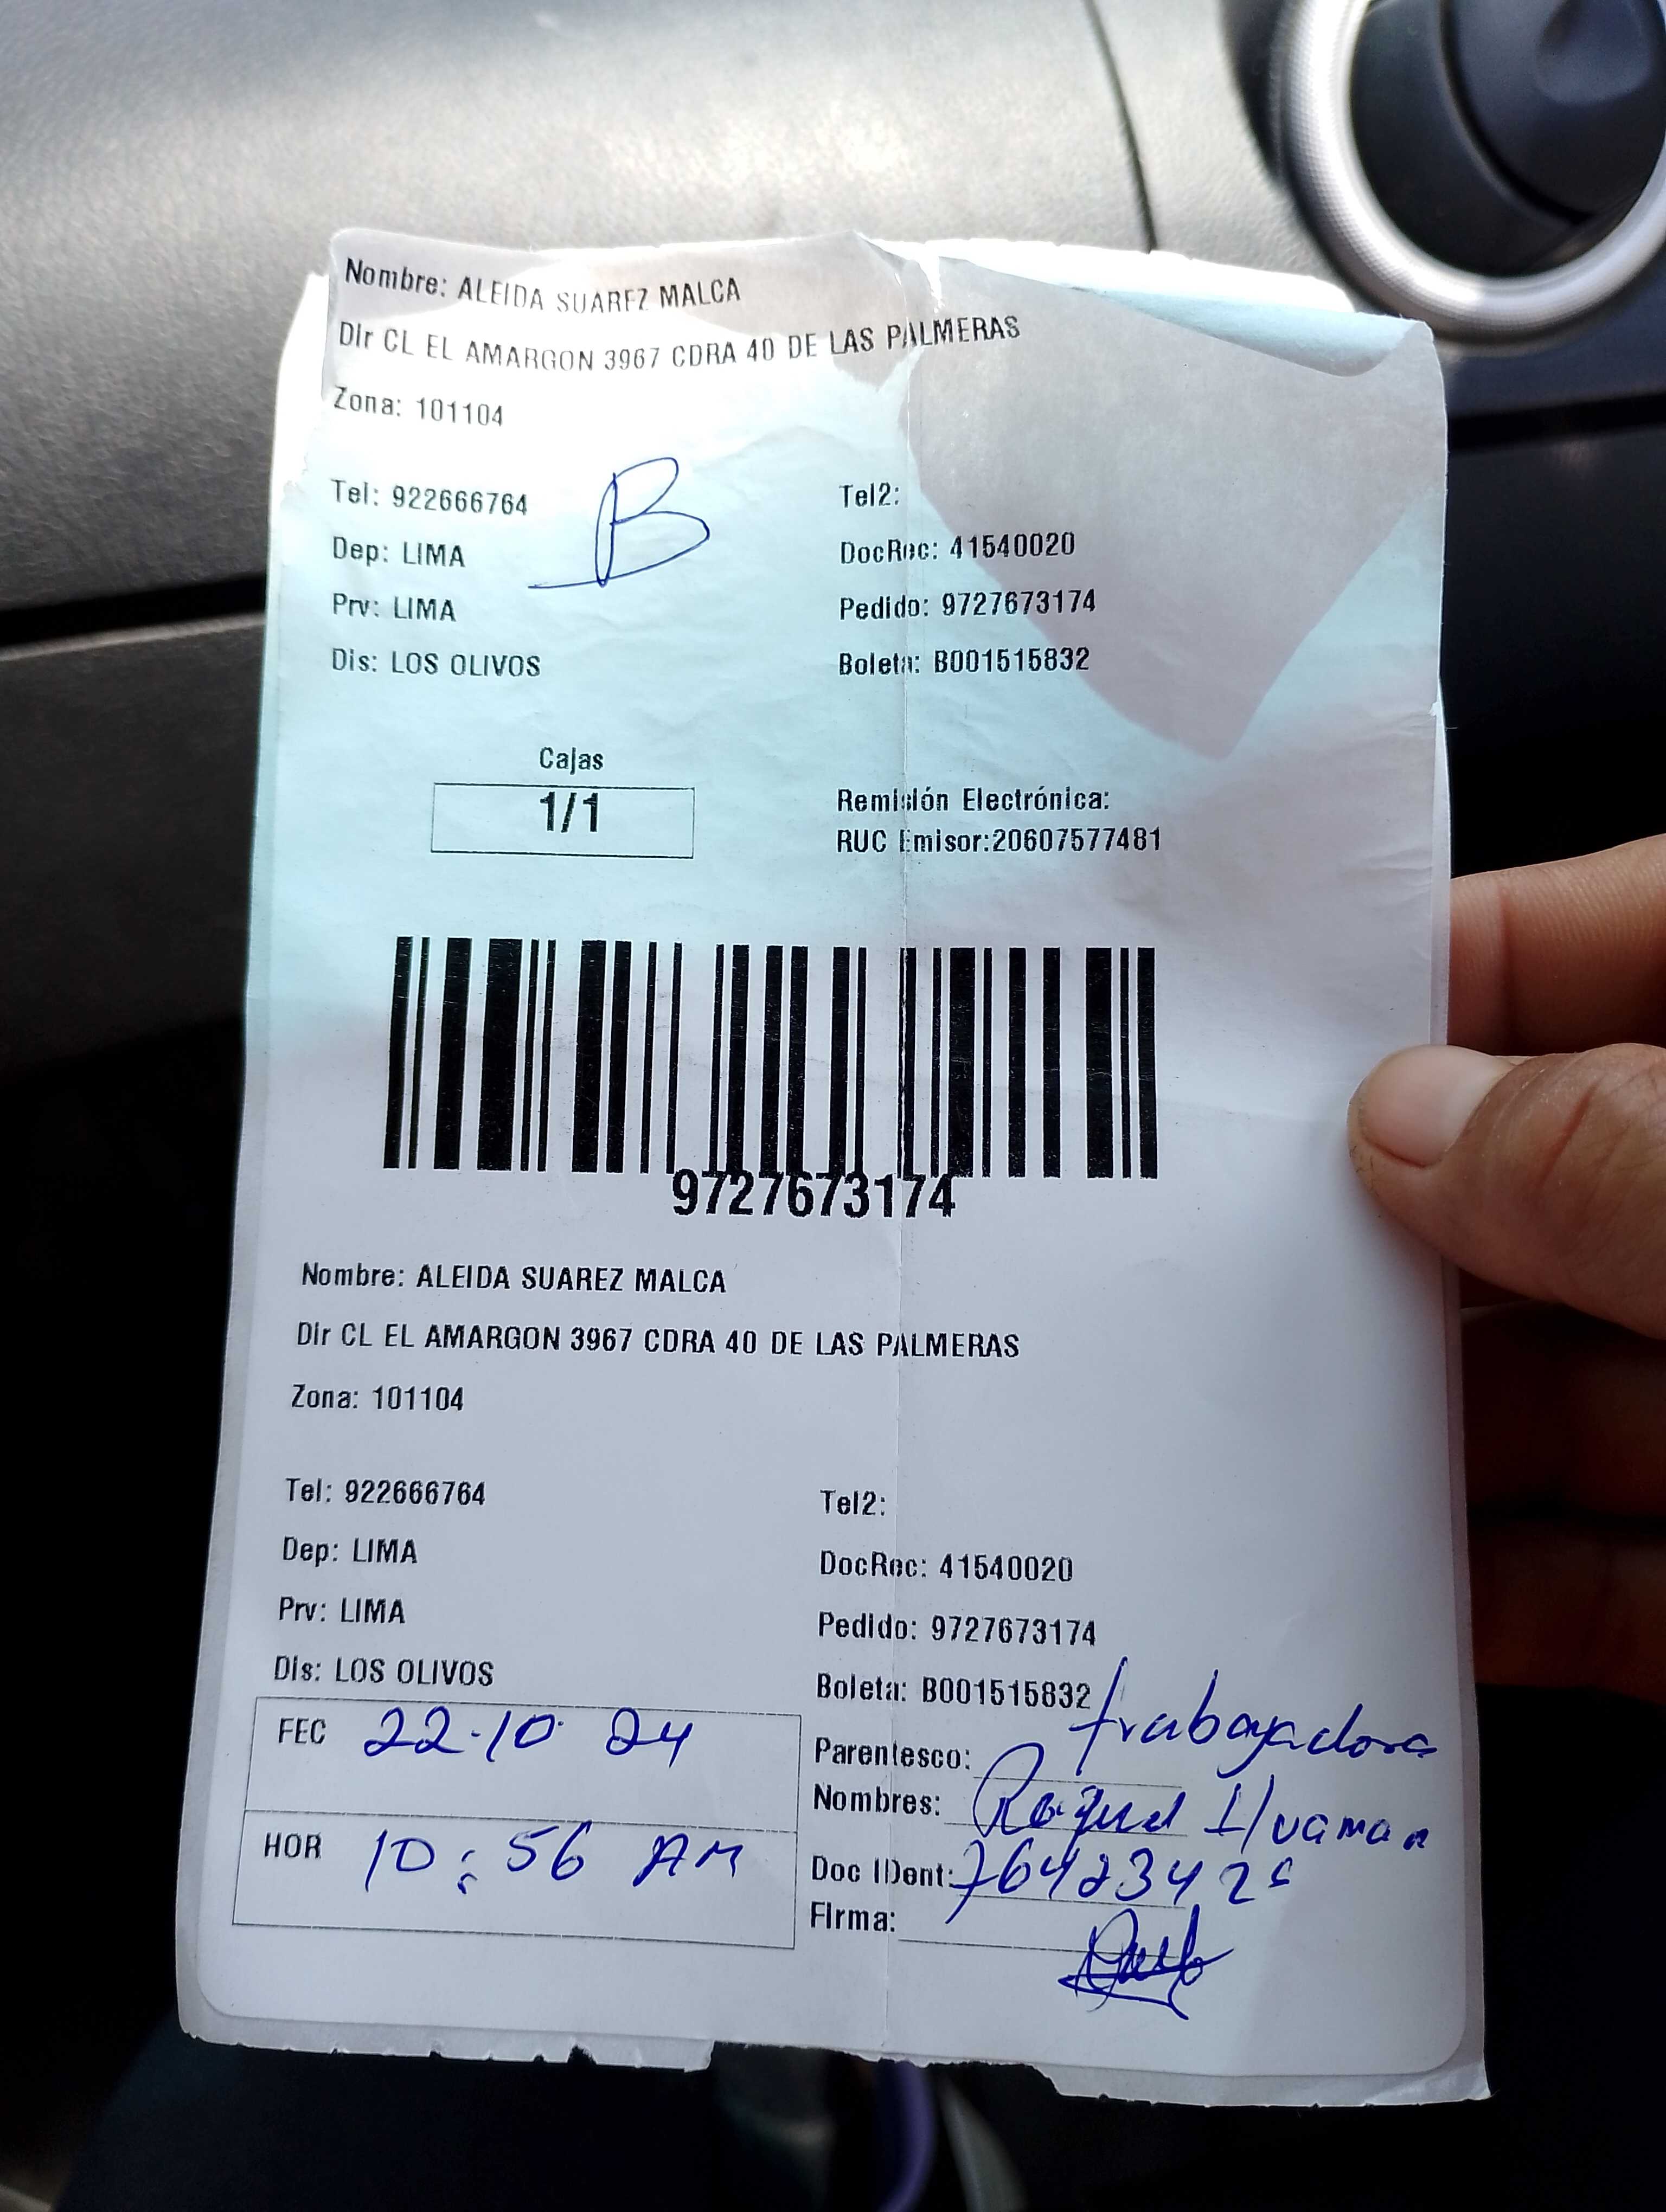 Nombre: ALEIDA SUAREZ MALCA
Dir CL EL AMARGON 3967 CDRA 40 DE LAS PALMERAS
Zona: 101104
B
Tel: 922666764 Tel2:
Dep: LIMA DocRec: 41540020
Prv: LIMA Pedido: 9727673174
Dis: LOS OLIVOS Boleta: B001515832
Cajas
1/1
Remisión Electrónica:
RUC Emisor:20607577481
9727673174
Nombre: ALEIDA SUAREZ MALCA
Dir CL EL AMARGON 3967 CDRA 40 DE LAS PALMERAS
Zona: 101104
Tel: 922666764 Tel2:
Dep: LIMA DocRec: 41540020
Prv: LIMA Pedido: 9727673174
Dis: LOS OLIVOS Boleta: B001515832
FEC 22-10 24
Parentesco: trabajadora
Nombres: Raquel Huaman
HOR 10:56 AM
Doc IDent:
Firma: